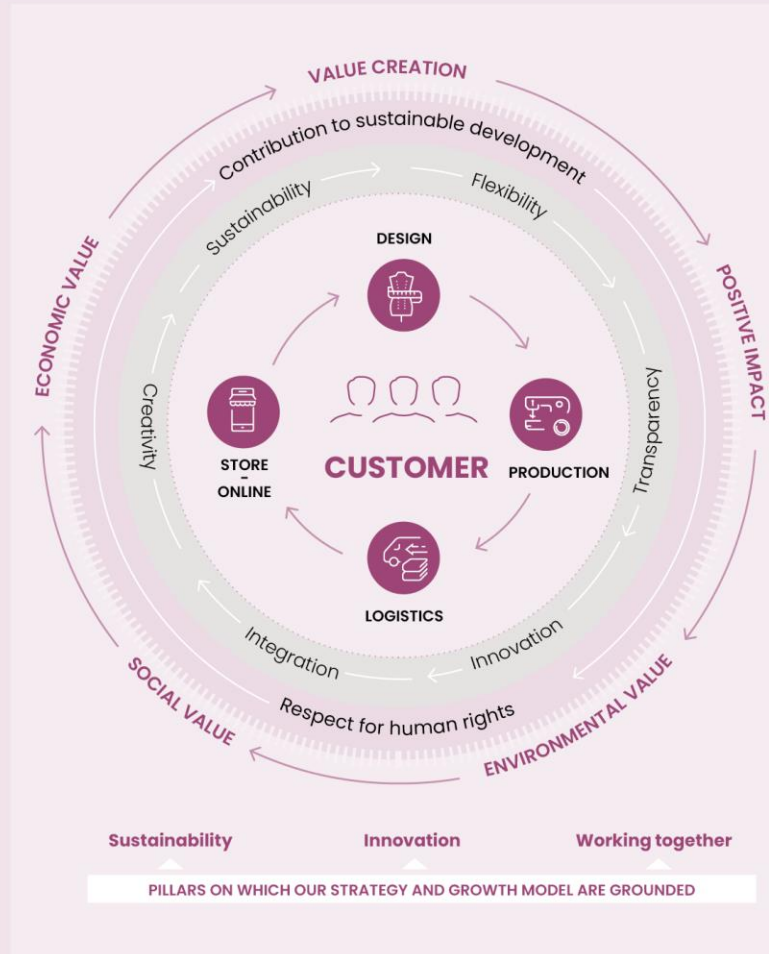 VALUE CREATION
Contribution to sustainable development
Sustainability
Flexibility
DESIGN
ECONOMIC VALUE
POSITIVE IMPACT
Creativity
Transparency
STORE
-
ONLINE
CUSTOMER
PRODUCTION
LOGISTICS
Integration
Innovation
SOCIAL VALUE
Respect for human rights
ENVIRONMENTAL VALUE
Sustainability
Innovation
Working together
PILLARS ON WHICH OUR STRATEGY AND GROWTH MODEL ARE GROUNDED